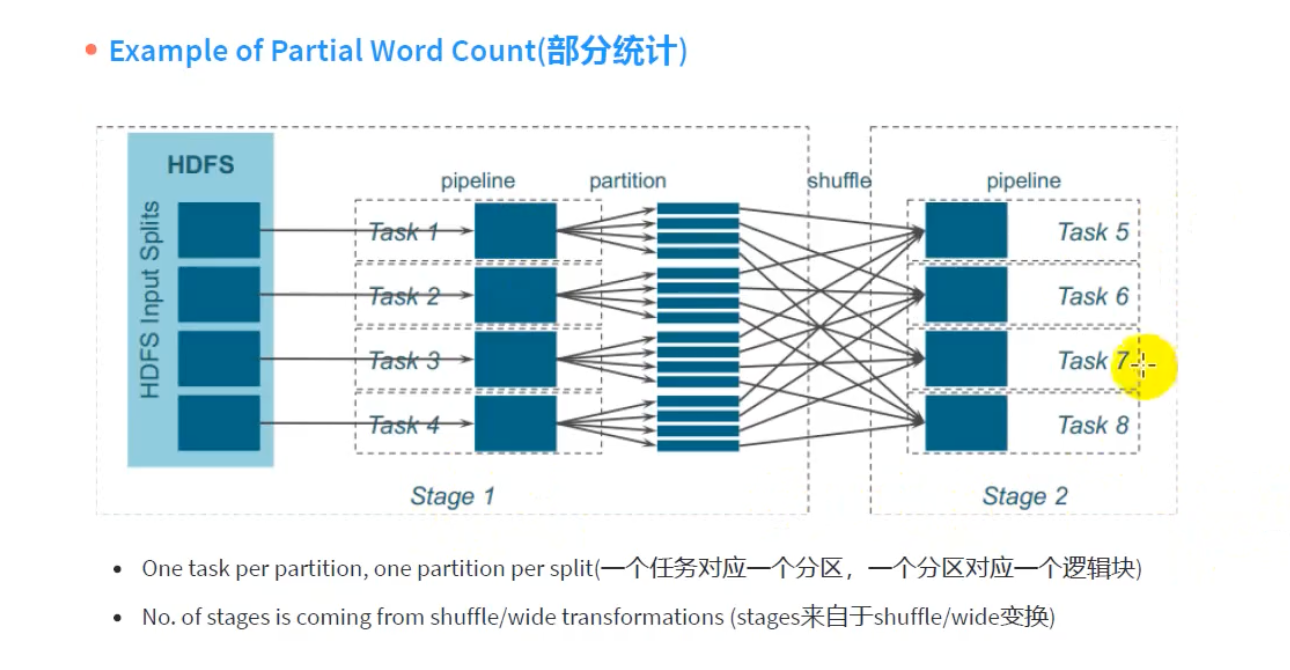 Example of Partial Word Count(部分统计)
HDFS
HDFS Input Splits
pipeline
partition
shuffle
pipeline
Task 1
Task 5
Task 2
Task 6
Task 3
Task 7
Task 4
Task 8
Stage 1
Stage 2
One task per partition, one partition per split(一个任务对应一个分区，一个分区对应一个逻辑块)
No. of stages is coming from shuffle/wide transformations (stages来自于shuffle/wide变换)